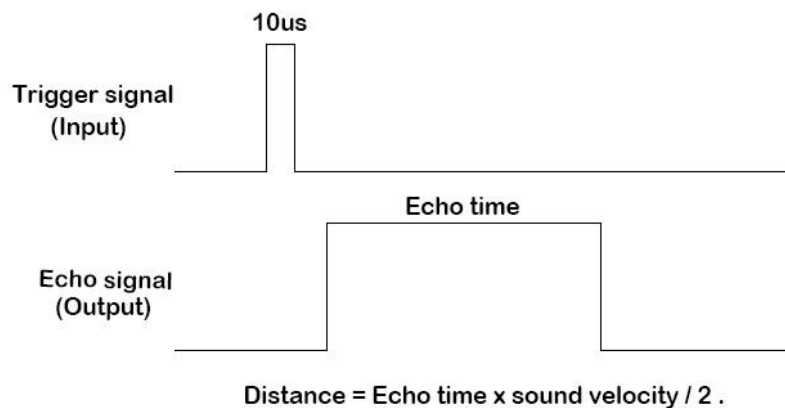 10us
Trigger signal
(Input)
Echo time
Echo signal
(Output)
Distance = Echo time x sound velocity / 2 .